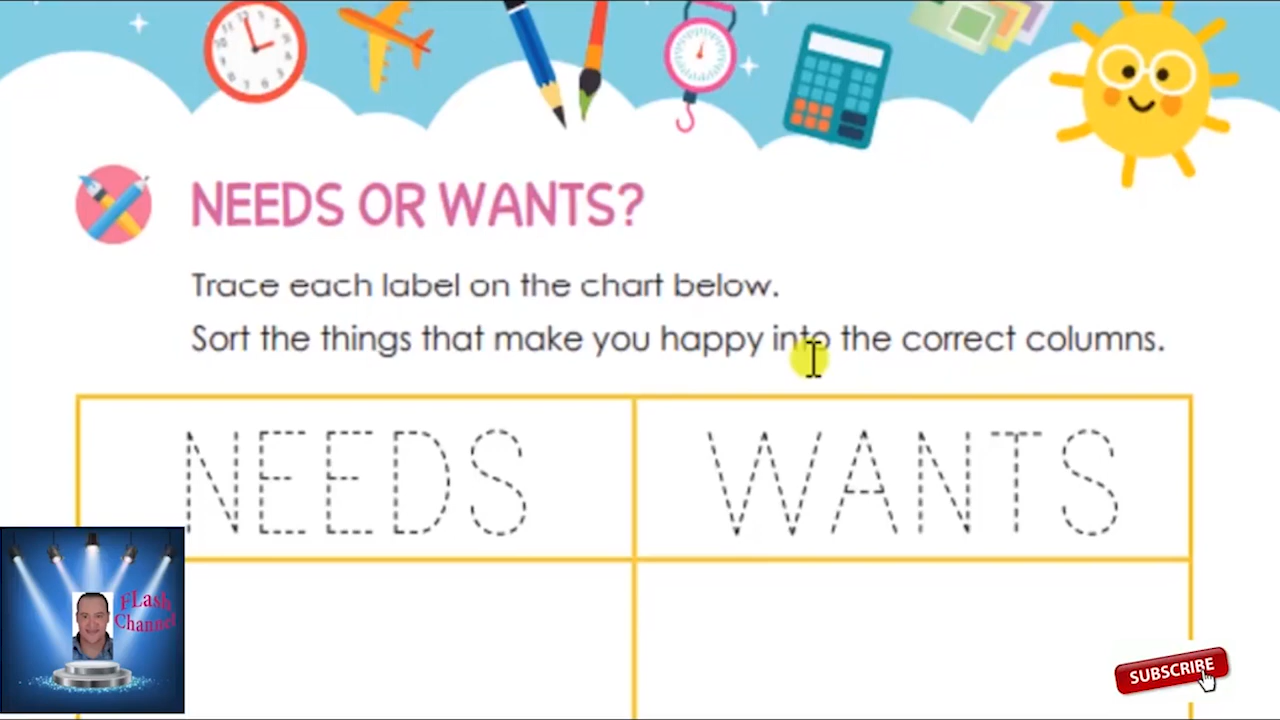 NEEDS OR WANTS?
Trace each label on the chart below.
Sort the things that make you happy into the correct columns.
NEEDS
WANTS
FLash
Channel
SUBSCRIBE